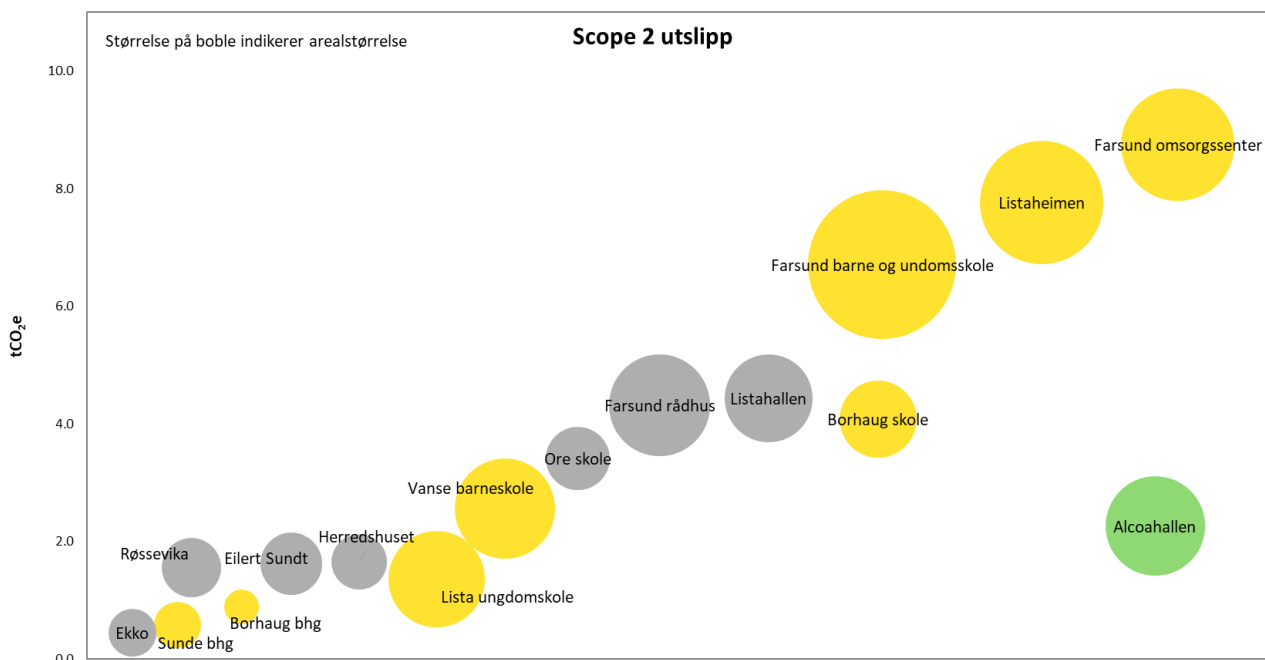 Størrelse på boble indikerer arealstørrelse
Scope 2 utslipp
10.0
Farsund omsorgssenter
8.0
Listaheimen
Farsund barne og undomsskole
6.0
tCO₂e
Farsund rådhus
Listahallen
4.0
Borhaug skole
Ore skole
Vanse barneskole
Alcoahallen
2.0
Herredshuset
Røssevika
Eilert Sundt
Lista ungdomskole
Borhaug bhg
Ekko
Sunde bhg
0.0